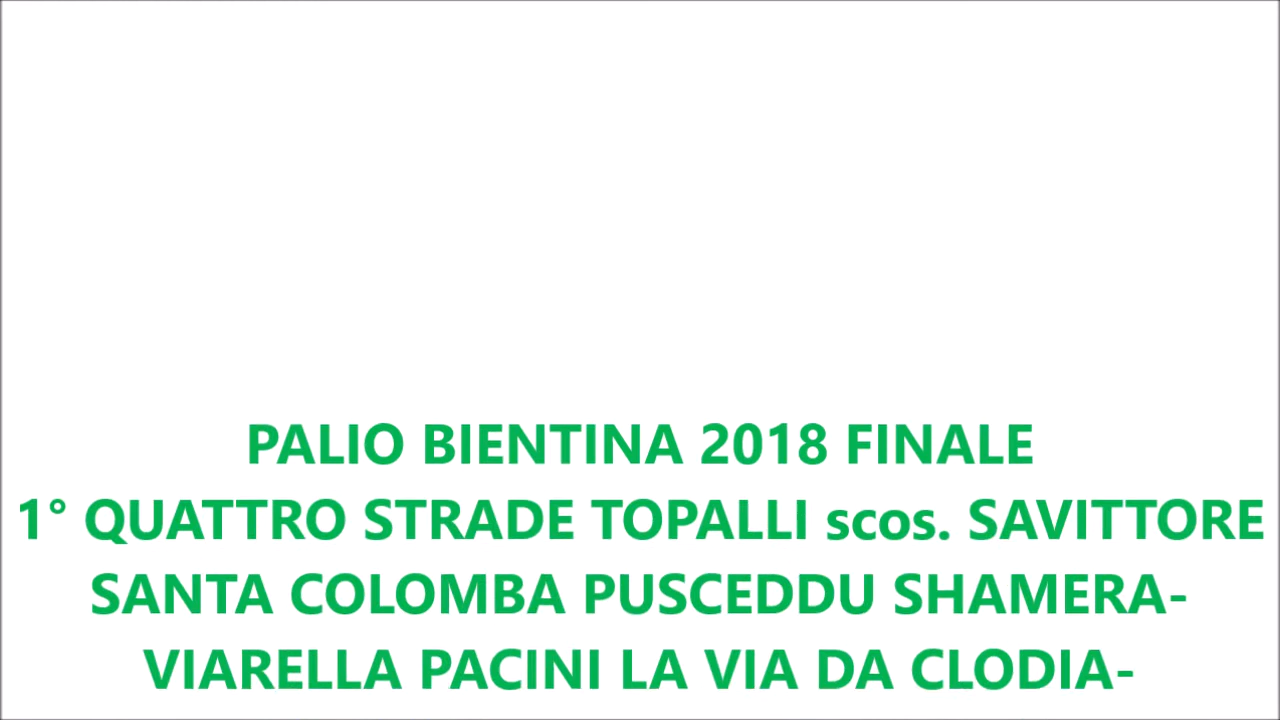 PALIO BIENTINA 2018 FINALE
1° QUATTRO STRADE TOPALLI scos. SAVITTORE
SANTA COLOMBA PUSCEDDU SHAMERA-
VIARELLA PACINI LA VIA DA CLODIA-